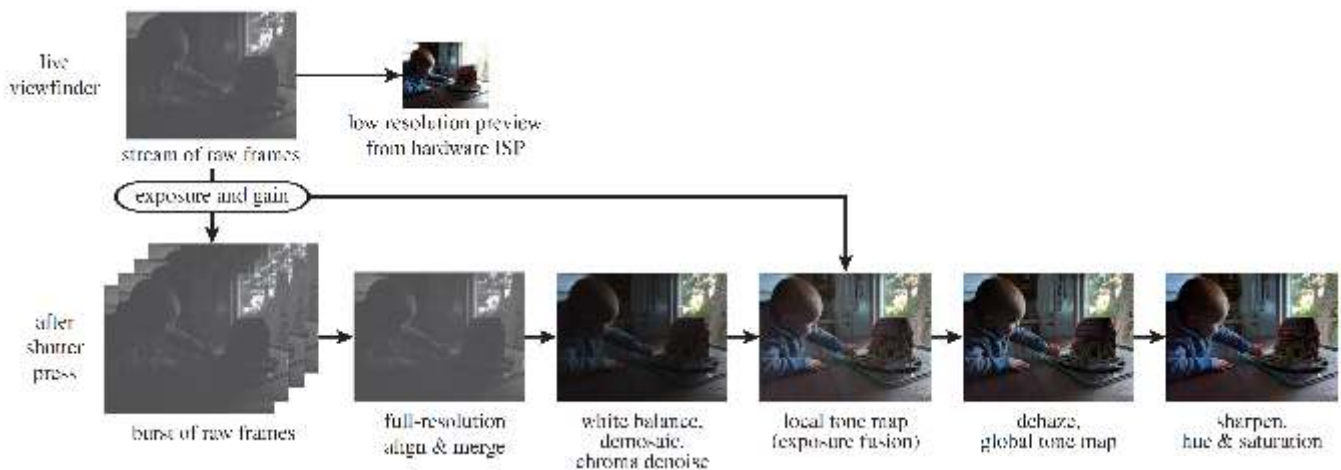 live
viewfinder
stream of raw frames
low resolution preview
from hardware ISP
exposure and gain
after
shutter
press
burst of raw frames
full-resolution
align & merge
white balance,
demosaic,
chroma denoise
local tone map
(exposure fusion)
dehaze,
global tone map
sharpen,
hue & saturation